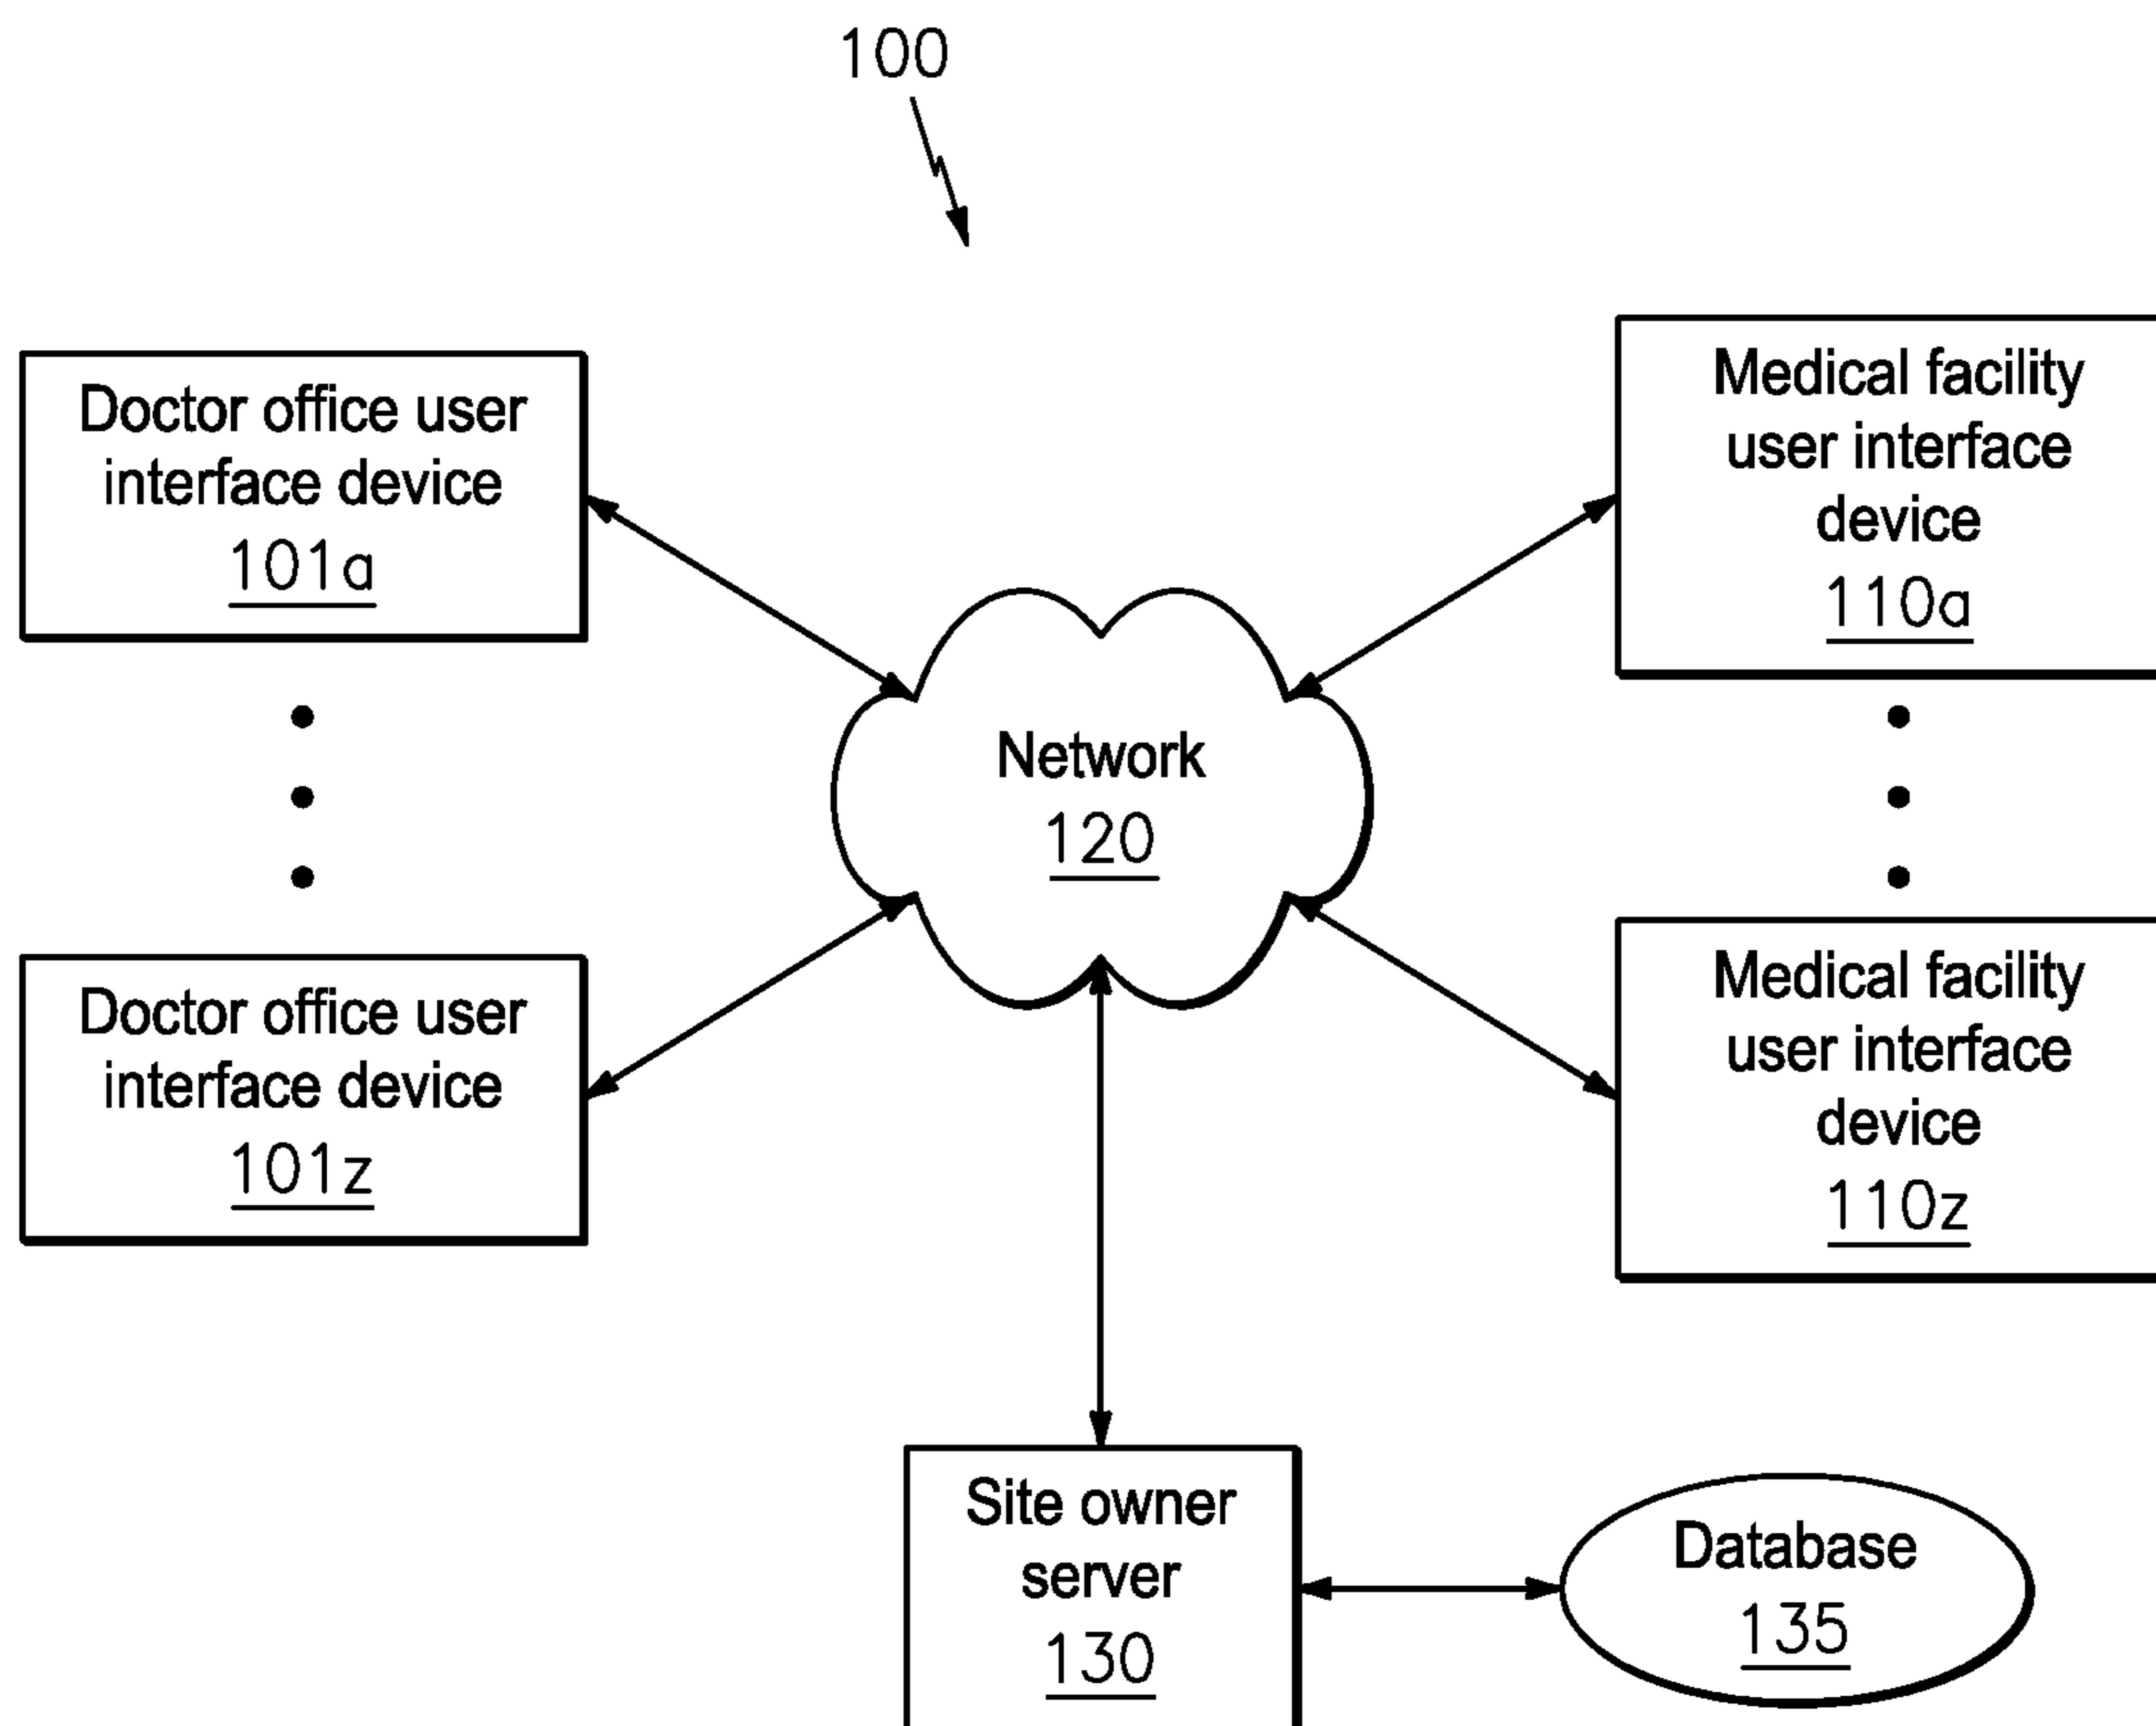 100
Doctor office user
interface device
101a
Medical facility
user interface
device
110a
Network
120
Doctor office user
interface device
101z
Medical facility
user interface
device
110z
Site owner
server
130
Database
135